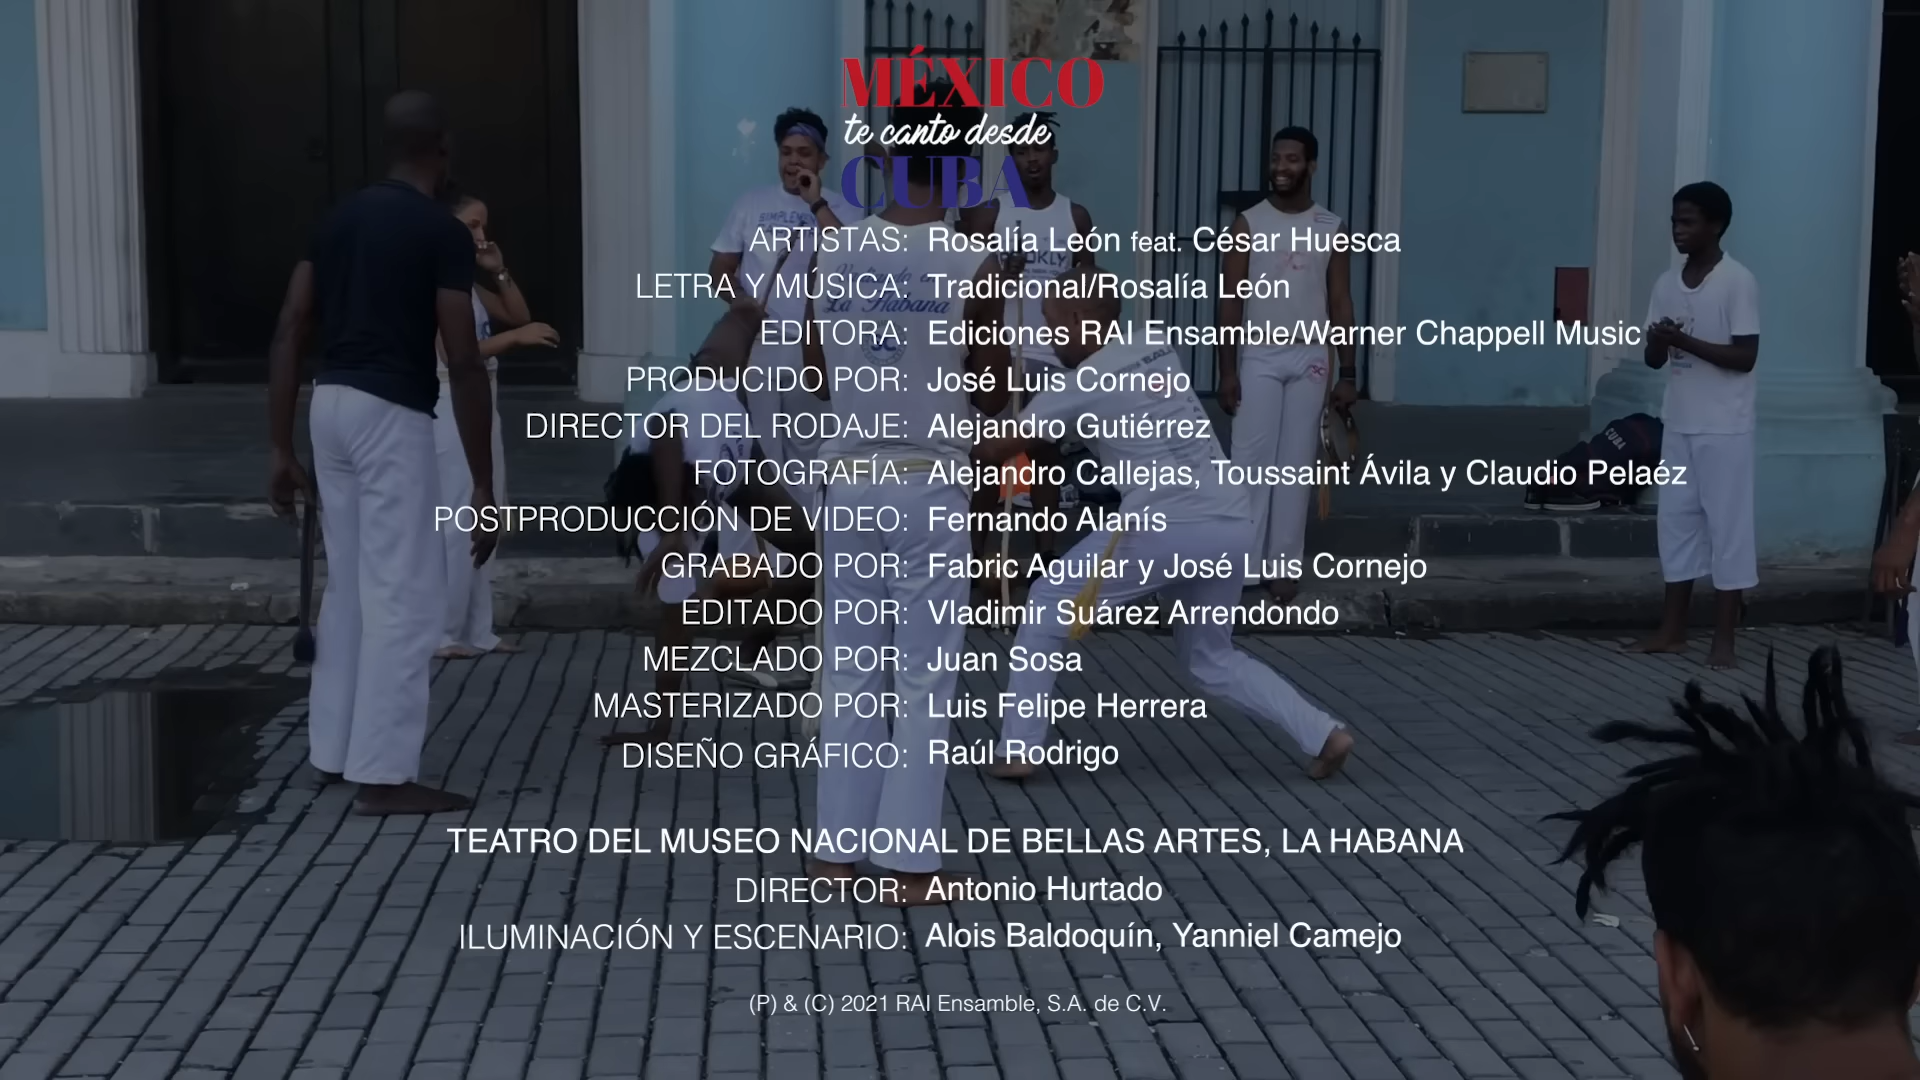 MÉXICO
te canto desde
CUBA
ARTISTAS: Rosalía León feat. César Huesca
LETRA Y MÚSICA: Tradicional/Rosalía León
EDITORA: Ediciones RAI Ensamble/Warner Chappell Music
PRODUCIDO POR: José Luis Cornejo
DIRECTOR DEL RODAJE: Alejandro Gutiérrez
FOTOGRAFÍA: Alejandro Callejas, Toussaint Ávila y Claudio Pelaéz
POSTPRODUCCIÓN DE VIDEO: Fernando Alanís
GRABADO POR: Fabric Aguilar y José Luis Cornejo
EDITADO POR: Vladimir Suárez Arrendondo
MEZCLADO POR: Juan Sosa
MASTERIZADO POR: Luis Felipe Herrera
DISEÑO GRÁFICO: Raúl Rodrigo
TEATRO DEL MUSEO NACIONAL DE BELLAS ARTES, LA HABANA
DIRECTOR: Antonio Hurtado
ILUMINACIÓN Y ESCENARIO: Alois Baldoquín, Yanniel Camejo
(P) & (C) 2021 RAI Ensamble, S.A. de C.V.
La Habana
CUBA